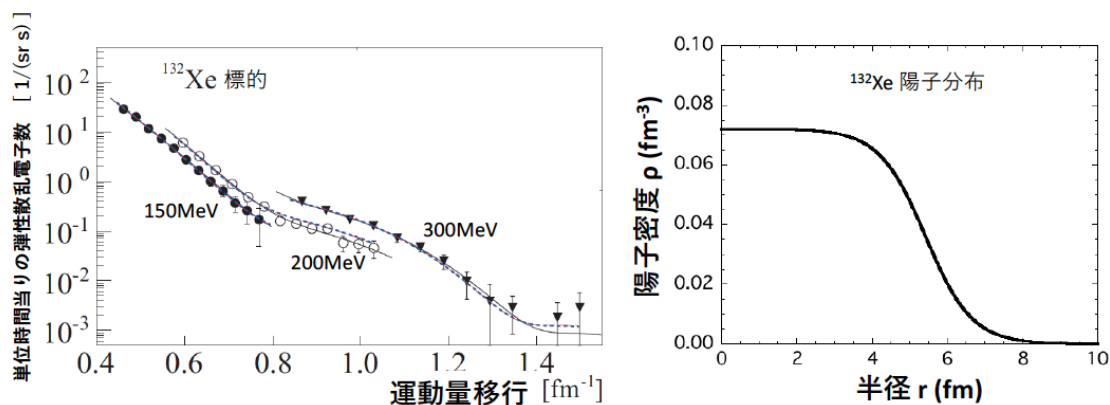 単位時間当りの弾性散乱電子数 [ 1/(sr s) ]
10²
10¹
10⁰
10⁻¹
10⁻²
10⁻³
¹³²Xe 標的
150MeV
200MeV
300MeV
0.4 0.6 0.8 1.0 1.2 1.4
運動量移行 [fm⁻¹]
陽子密度 ρ (fm⁻³)
0.10
0.08
0.06
0.04
0.02
0.00
¹³²Xe 陽子分布
0 2 4 6 8 10
半径 r (fm)